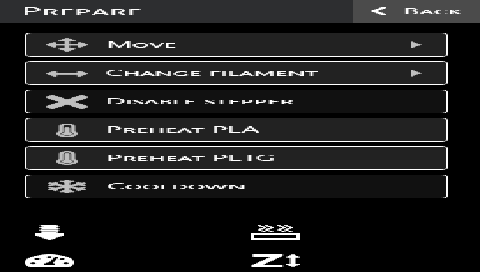 Prepare
Back
Move
Change filament
Disable stepper
Preheat PLA
Preheat PETG
Cooldown
Z